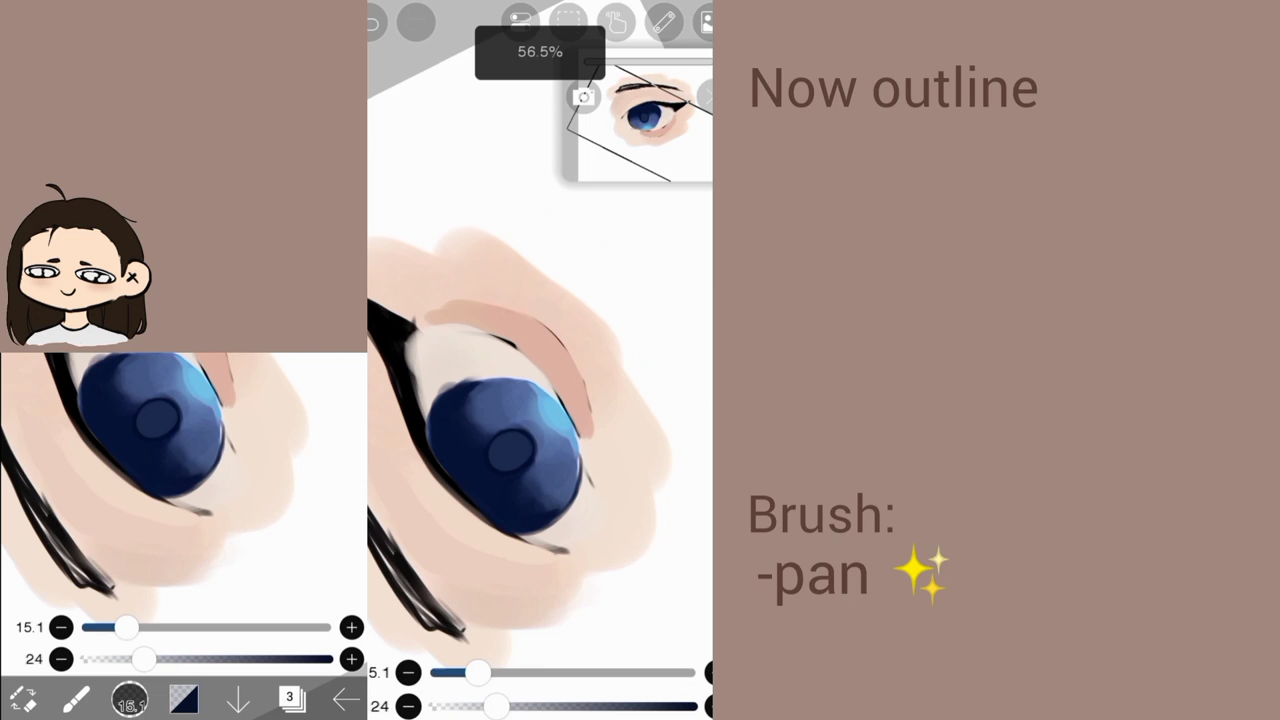 56.5%
Now outline
Brush:
-pan ✨
15.1
24
15.1
3
5.1
24